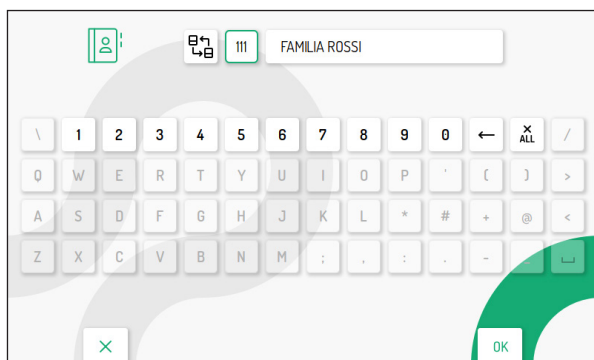 111 FAMILIA ROSSI
\ 1 2 3 4 5 6 7 8 9 0 ← × ALL /
Q W E R T Y U I O P ' ( ) >
A S D F G H J K L * # + @ <
Z X C V B N M ; , : . - _
× OK